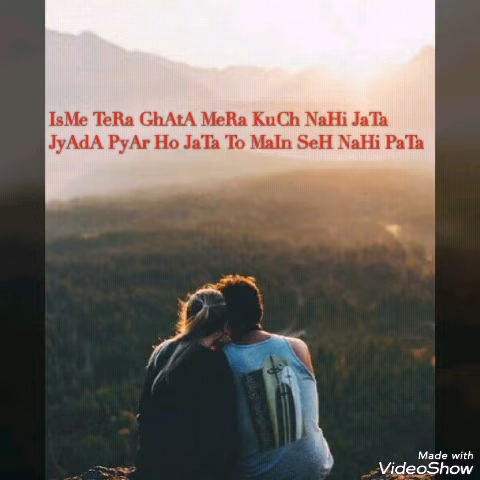 IsMe TeRa GhAtA MeRa KuCh NaHi JaTa
JyAdA PyAr Ho JaTa To MaIn SeH NaHi PaTa
Made with
VideoShow